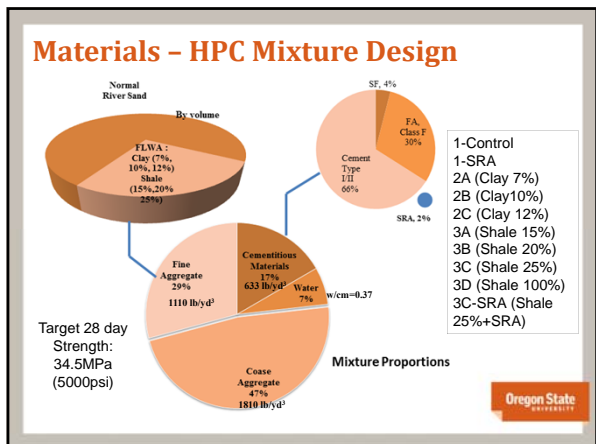 Materials – HPC Mixture Design
Normal
River Sand
By volume
FLWA :
Clay (7%,
10%, 12%)
Shale
(15%,20%
25%)
SF, 4%
FA,
Class F
30%
Cement
Type
I/II
66%
SRA, 2%
1-Control
1-SRA
2A (Clay 7%)
2B (Clay10%)
2C (Clay 12%)
3A (Shale 15%)
3B (Shale 20%)
3C (Shale 25%)
3D (Shale 100%)
3C-SRA (Shale
25%+SRA)
Fine
Aggregate
29%
1110 lb/yd³
Cementitious
Materials
17%
633 lb/yd³
Water
7%
w/cm=0.37
Target 28 day
Strength:
34.5MPa
(5000psi)
Mixture Proportions
Coase
Aggregate
47%
1810 lb/yd³
Oregon State
UNIVERSITY